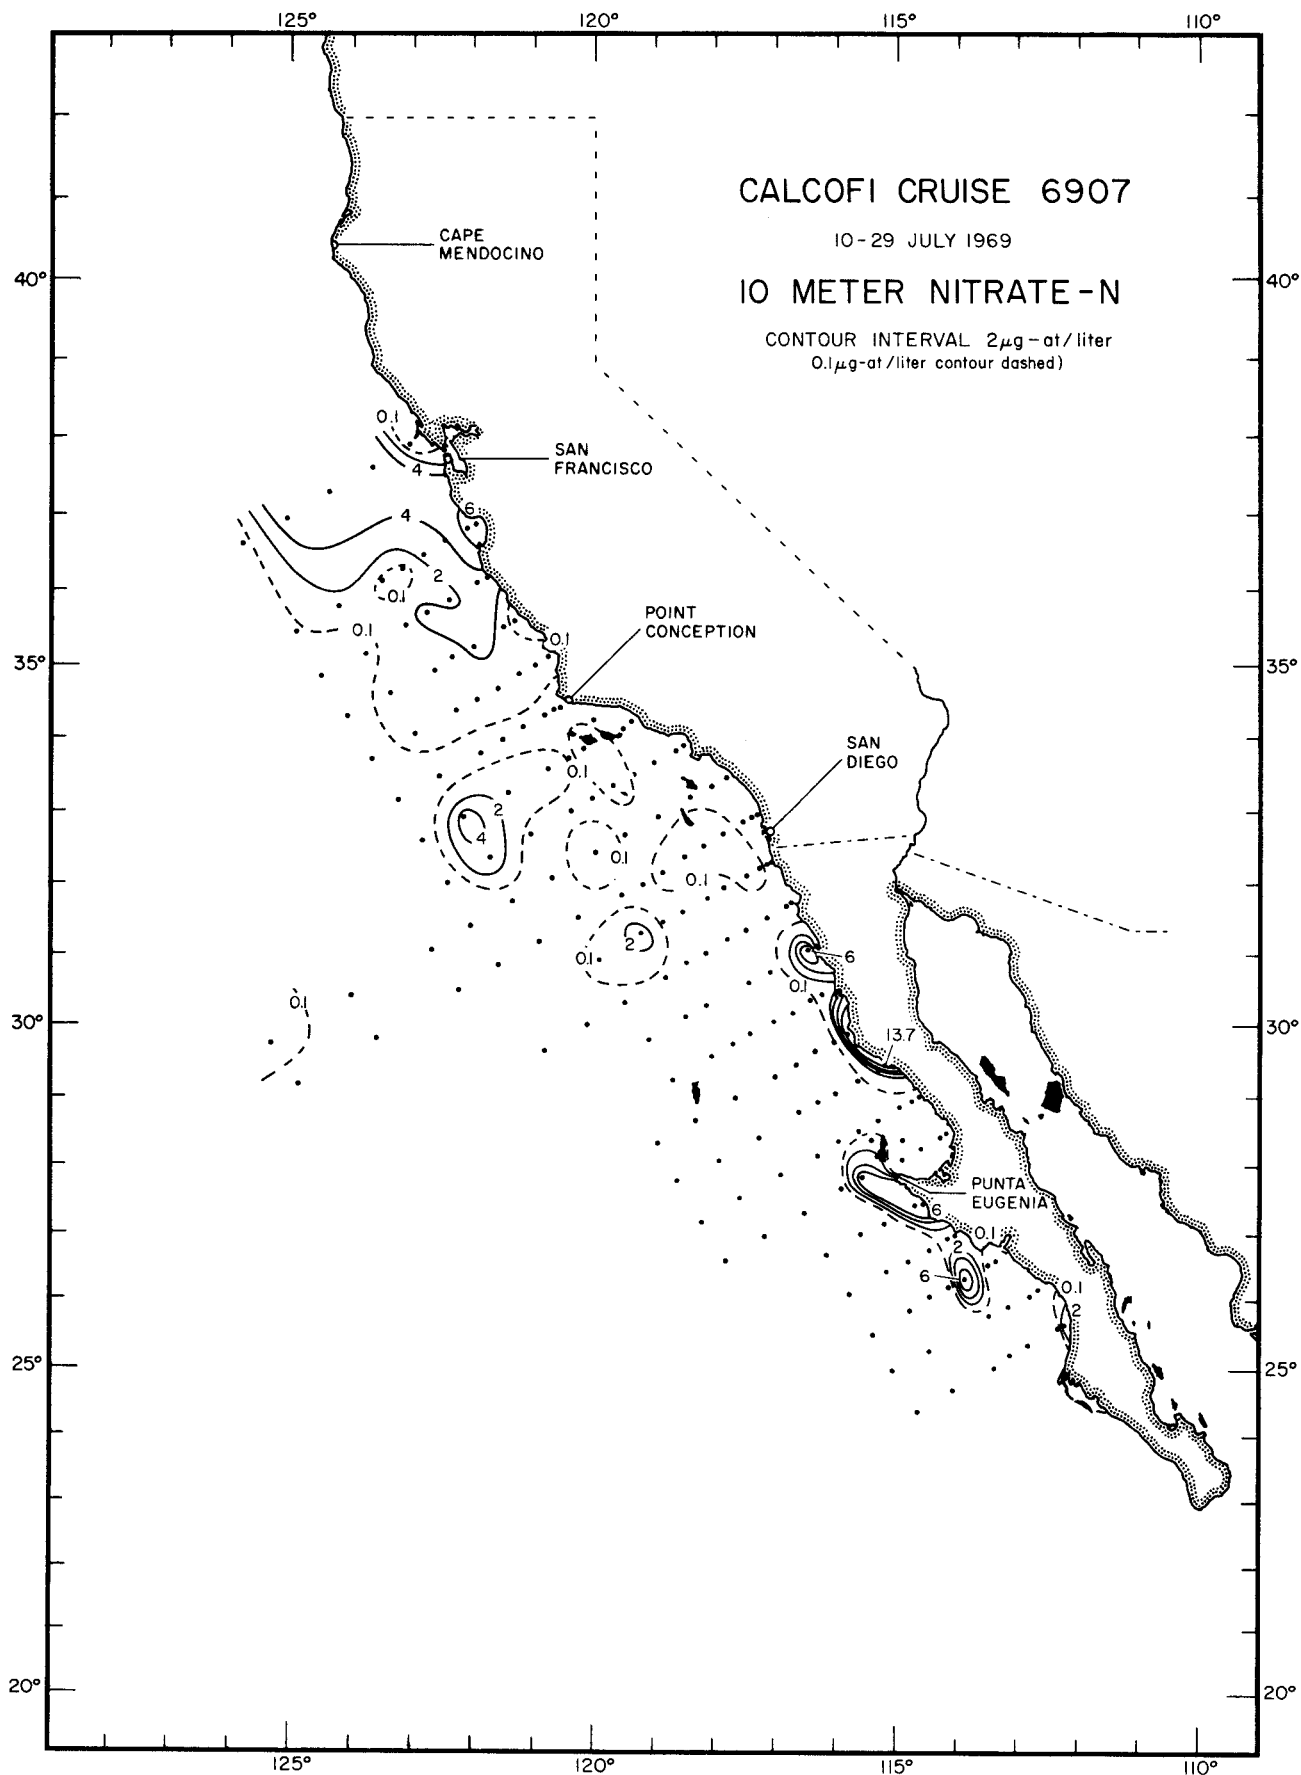 125°
120°
115°
110°
CALCOFI CRUISE 6907
10-29 JULY 1969
10 METER NITRATE-N
CONTOUR INTERVAL 2µg-at/liter
0.1µg-at/liter contour dashed)
CAPE
MENDOCINO
40°
40°
0.1
4
SAN
FRANCISCO
6
4
2
0.1
0.1
0.1
POINT
CONCEPTION
35°
35°
SAN
DIEGO
0.1
2
4
0.1
0.1
2
0.1
6
0.1
0.1
13.7
30°
30°
PUNTA
EUGENIA
6
0.1
2
6
0.1
2
25°
25°
20°
20°
125°
120°
115°
110°